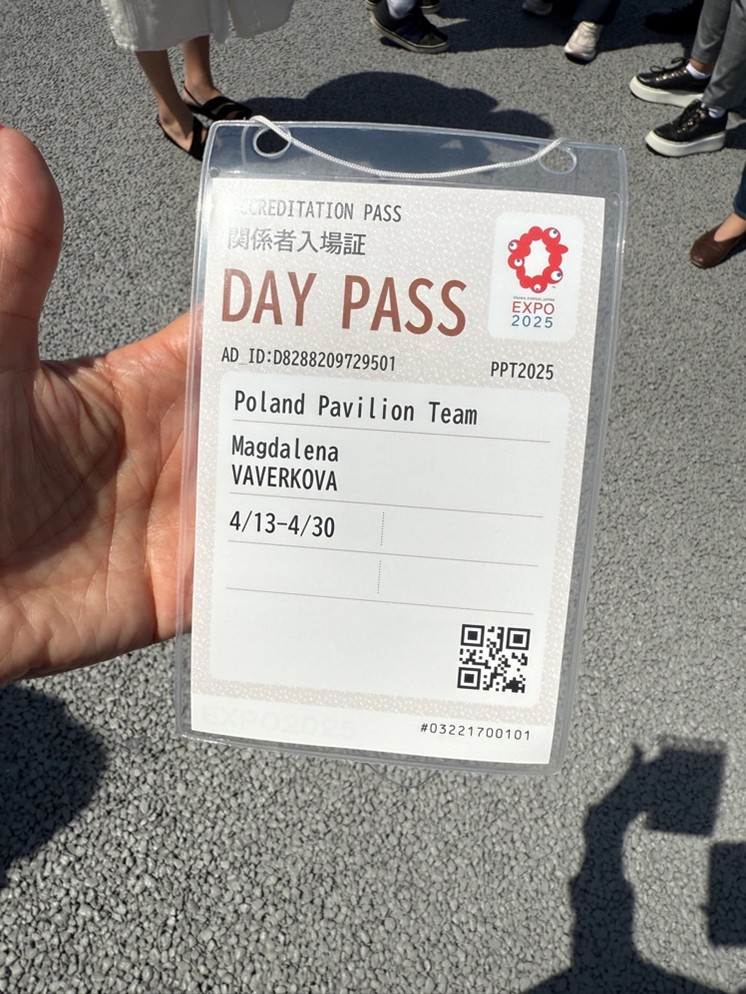 ACCREDITATION PASS
関係者入場証
DAY PASS
EXPO
2025
AD_ID:D8288209729501
PPT2025
Poland Pavilion Team
Magdalena
VAVERKOVA
4/13-4/30
EXPO2025
#03221700101